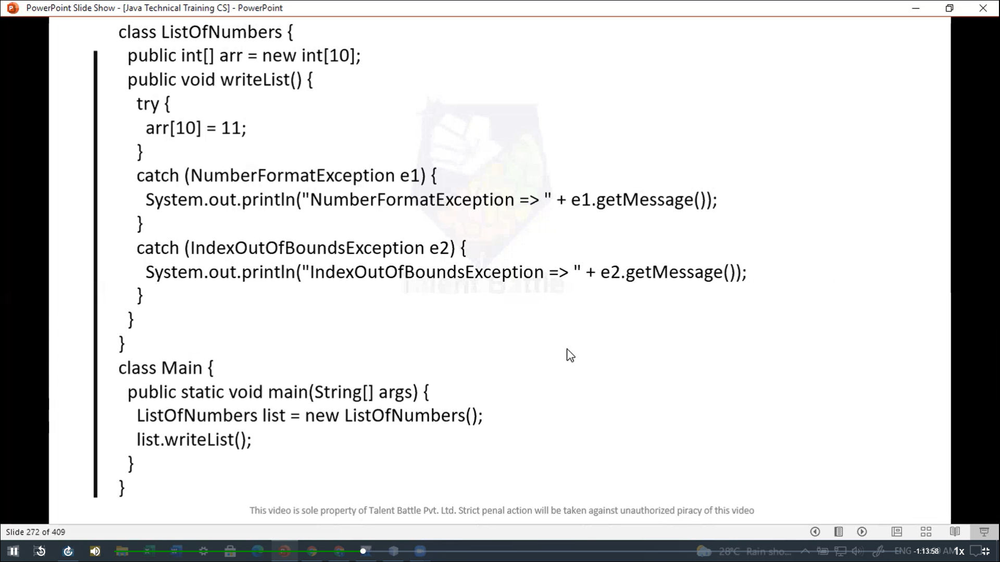 PowerPoint Slide Show - [Java Technical Training CS] - PowerPoint
class ListOfNumbers {
public int[] arr = new int[10];
public void writeList() {
try {
arr[10] = 11;
}
catch (NumberFormatException e1) {
System.out.println("NumberFormatException => " + e1.getMessage());
}
catch (IndexOutOfBoundsException e2) {
System.out.println("IndexOutOfBoundsException => " + e2.getMessage());
Talent Battle
}
}
}
class Main {
public static void main(String[] args) {
ListOfNumbers list = new ListOfNumbers();
list.writeList();
}
}
This video is sole property of Talent Battle Pvt. Ltd. Strict penal action will be taken against unauthorized piracy of this video
Slide 272 of 409
28°C Rain sho... ENG -1:13:58 AM 1x